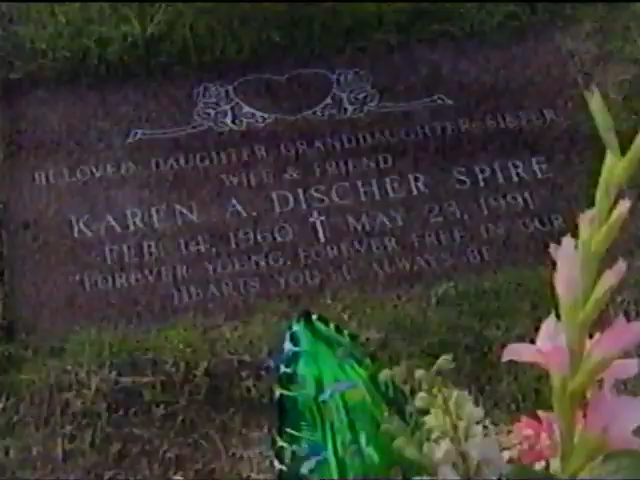 BELOVED DAUGHTER, GRANDDAUGHTER, SISTER,
WIFE & FRIEND
KAREN A. DISCHER SPIRE
FEB. 14, 1960 † MAY 28, 1991
"FOREVER YOUNG, FOREVER FREE, IN OUR
HEARTS YOU'LL ALWAYS BE"